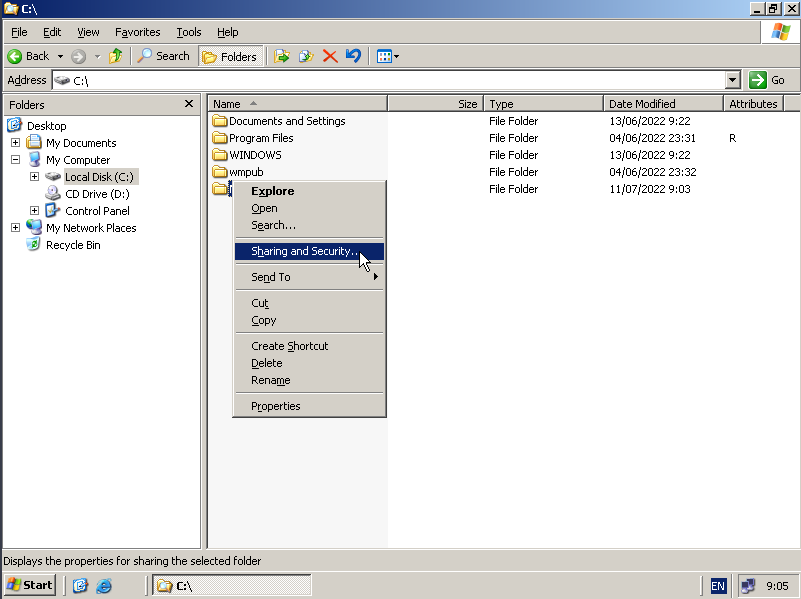 C:\
File Edit View Favorites Tools Help
Back Search Folders
Address C:\ Go
Folders
Name Size Type Date Modified Attributes
Desktop
My Documents
My Computer
Local Disk (C:)
CD Drive (D:)
Control Panel
My Network Places
Recycle Bin
Documents and Settings File Folder 13/06/2022 9:22
Program Files File Folder 04/06/2022 23:31 R
WINDOWS File Folder 13/06/2022 9:22
wmpub File Folder 04/06/2022 23:32
File Folder 11/07/2022 9:03
Explore
Open
Search...
Sharing and Security...
Send To
Cut
Copy
Create Shortcut
Delete
Rename
Properties
Displays the properties for sharing the selected folder
Start C:\ EN 9:05